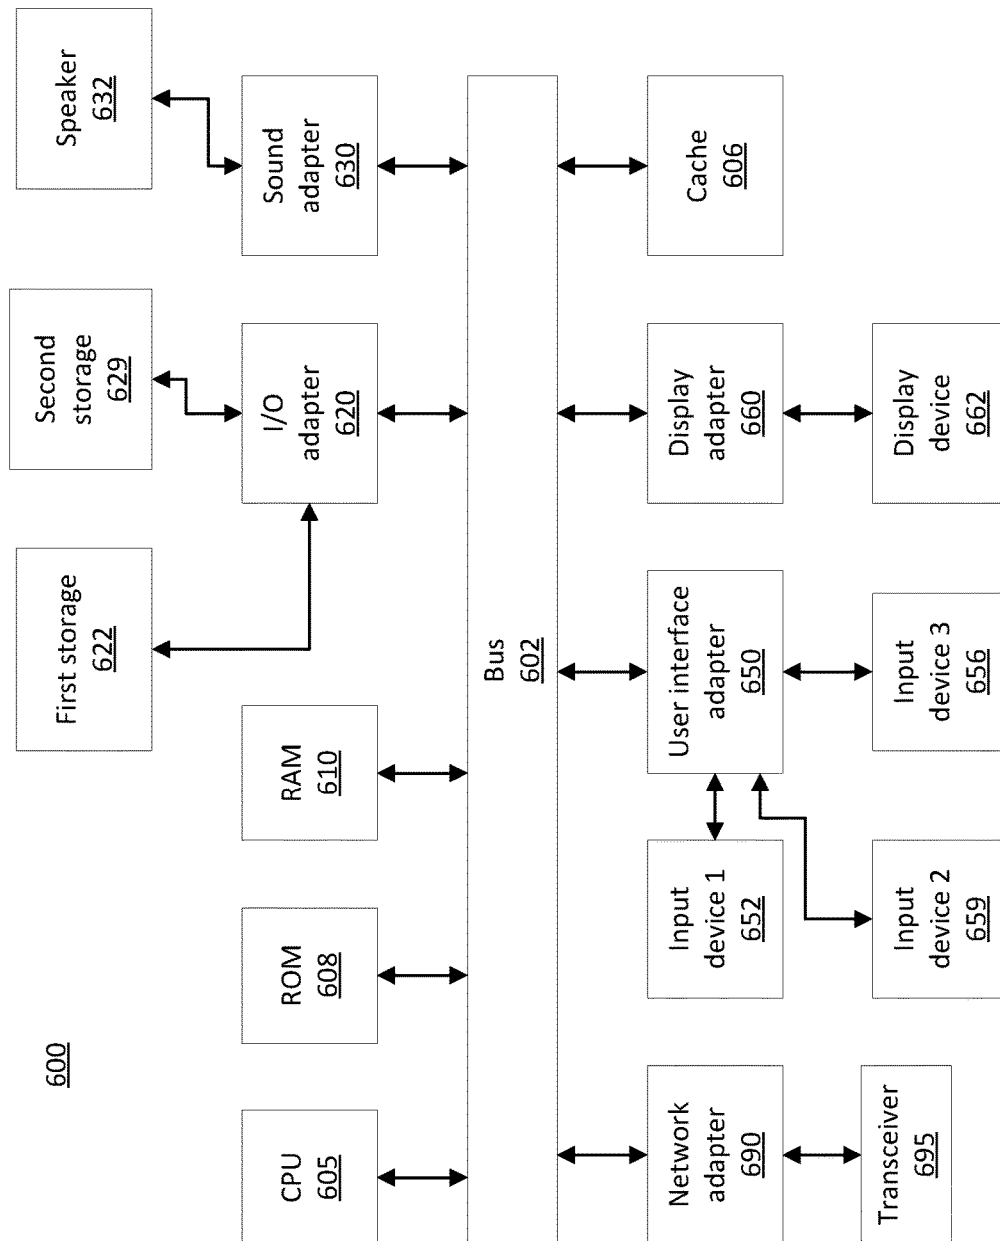 600
First storage
622
Second
storage
629
Speaker
632
CPU
605
ROM
608
RAM
610
I/O
adapter
620
Sound
adapter
630
Bus
602
Network
adapter
690
Input
device 1
652
User interface
adapter
650
Display
adapter
660
Cache
606
Transceiver
695
Input
device 2
659
Input
device 3
656
Display
device
662